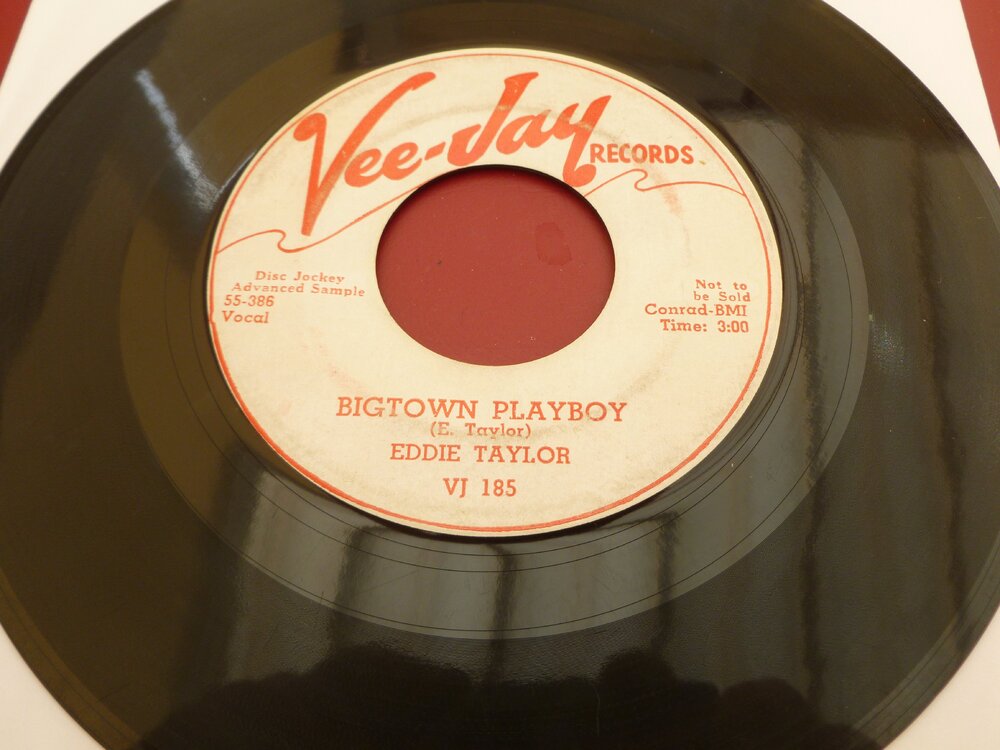 Vee-Jay RECORDS
Disc Jockey
Advanced Sample
55-386
Vocal
Not to
be Sold
Conrad-BMI
Time: 3:00
BIGTOWN PLAYBOY
(E. Taylor)
EDDIE TAYLOR
VJ 185